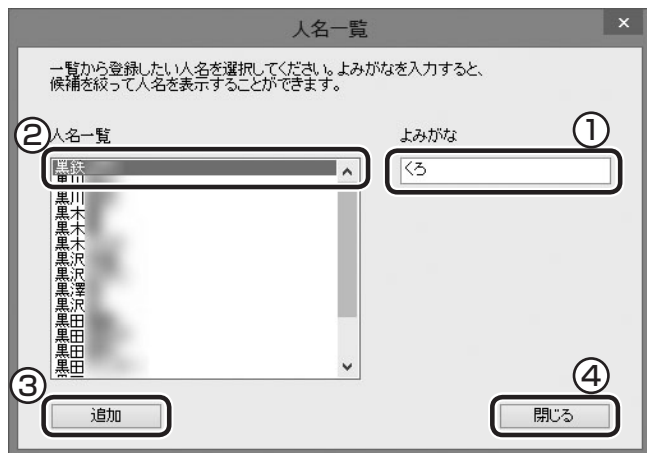 人名一覧
×
一覧から登録したい人名を選択してください。よみがなを入力すると、
候補を絞って人名を表示することができます。
②
人名一覧
よみがな
①
黒鉄
くろ
黒川
黒川
黒木
黒木
黒木
黒沢
黒沢
黒澤
黒沢
黒田
黒田
黒田
黒田
③
④
追加
閉じる